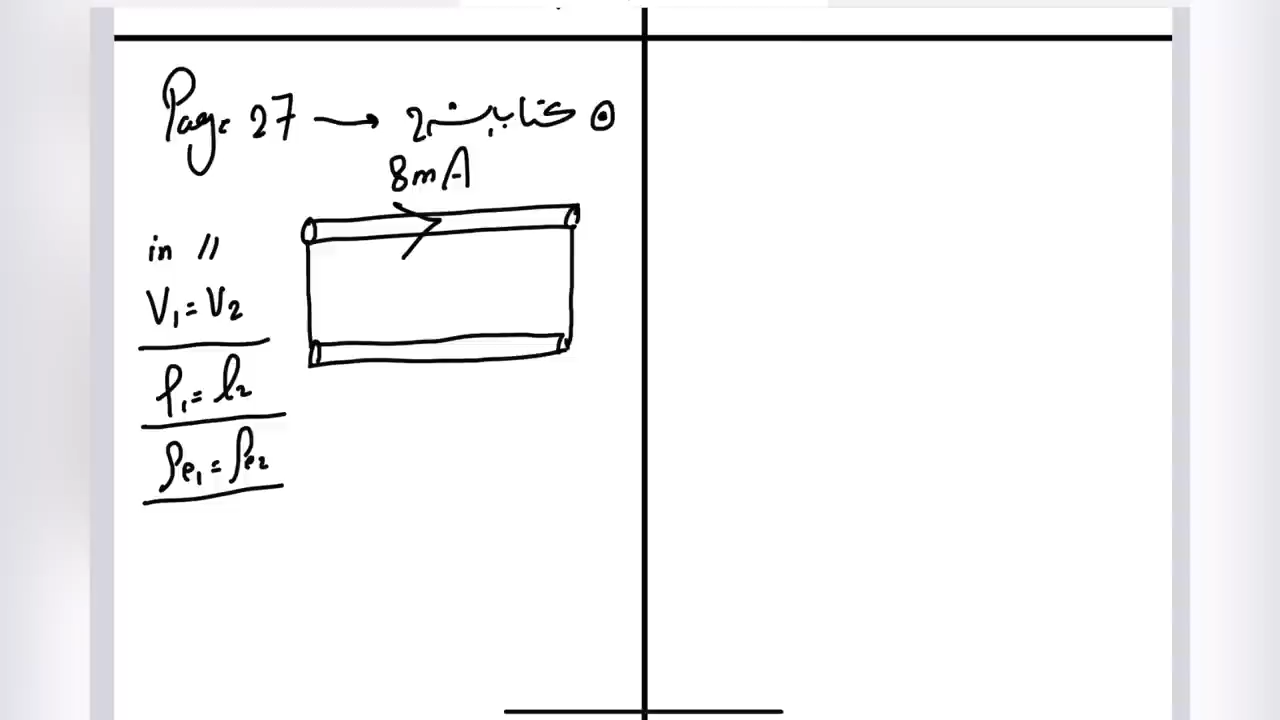 Page 27 → 2 كتاب
8mA
in //
V₁ = V₂
l₁ = l₂
ρe₁ = ρe₂